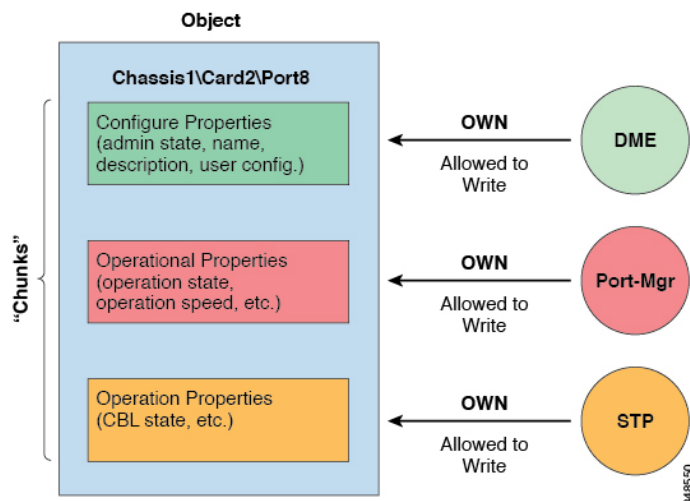 Object
Chassis1\Card2\Port8
"Chunks"
Configure Properties
(admin state, name,
description, user config.)
OWN
Allowed to
Write
DME
Operational Properties
(operation state,
operation speed, etc.)
OWN
Allowed to
Write
Port-Mgr
Operation Properties
(CBL state, etc.)
OWN
Allowed to
Write
STP